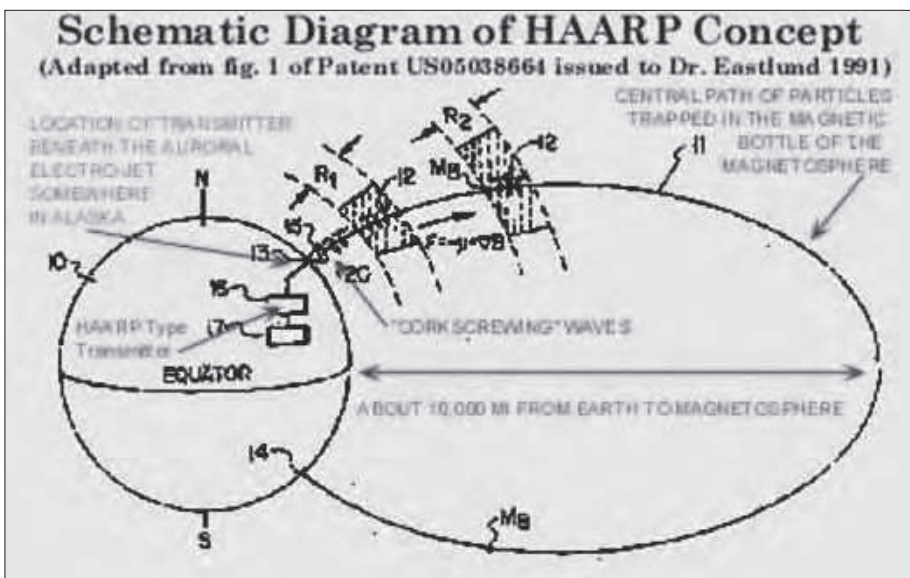 Schematic Diagram of HAARP Concept
(Adapted from fig. 1 of Patent US05038664 issued to Dr. Eastlund 1991)
LOCATION OF TRANSMITTER
BENEATH THE AURORAL
ELECTROJET
SOMEWHERE
IN ALASKA
CENTRAL PATH OF PARTICLES
TRAPPED IN THE MAGNETIC
BOTTLE OF THE
MAGNETOSPHERE
R2
12
11
MB
R1
12
N
15
13
20
10
16
17
HAARP Type
Transmitter
"CORKSCREWING" WAVES
EQUATOR
ABOUT 10,000 MI FROM EARTH TO MAGNETOSPHERE
14
MB
S